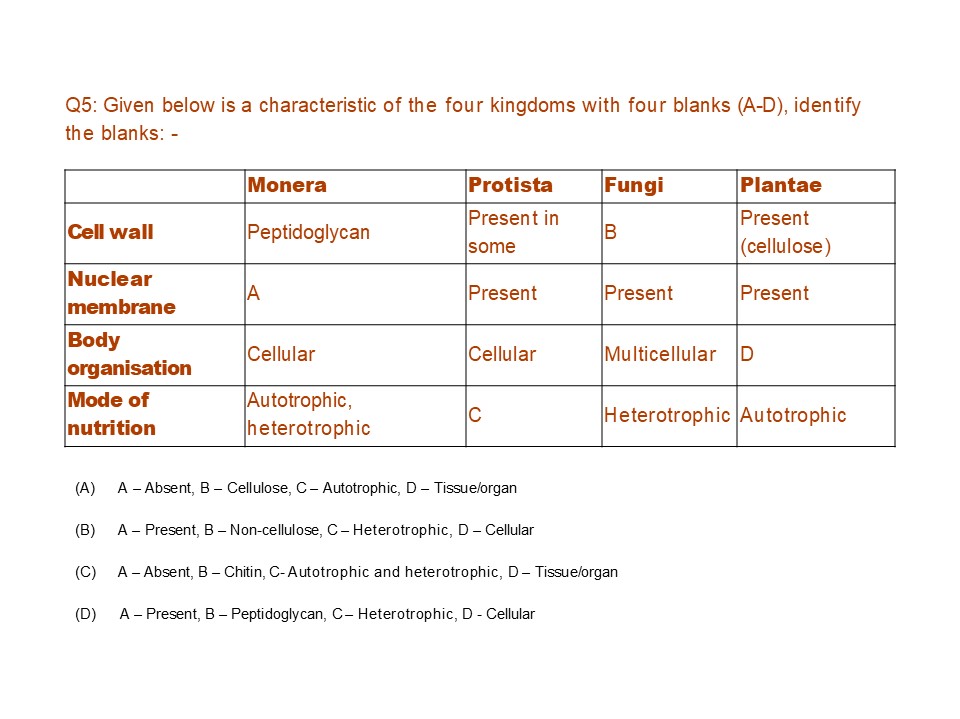 Q5: Given below is a characteristic of the four kingdoms with four blanks (A-D), identify
the blanks: -
Monera Protista Fungi Plantae
Cell wall Peptidoglycan Present in some B Present (cellulose)
Nuclear membrane A Present Present Present
Body organisation Cellular Cellular Multicellular D
Mode of nutrition Autotrophic, heterotrophic C Heterotrophic Autotrophic
(A) A – Absent, B – Cellulose, C – Autotrophic, D – Tissue/organ
(B) A – Present, B – Non-cellulose, C – Heterotrophic, D – Cellular
(C) A – Absent, B – Chitin, C- Autotrophic and heterotrophic, D – Tissue/organ
(D) A – Present, B – Peptidoglycan, C – Heterotrophic, D - Cellular